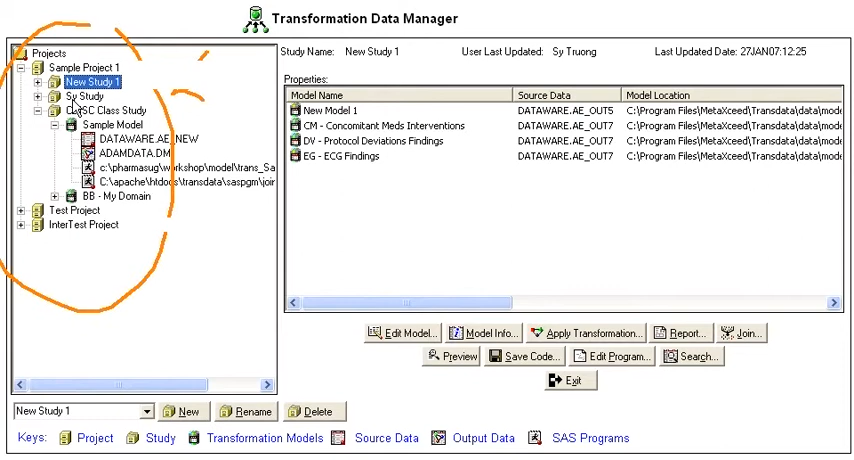 Transformation Data Manager
Projects
Sample Project 1
New Study 1
Sy Study
CDISC Class Study
Sample Model
DATAWARE.AE_NEW
ADAMDATA.DM
c:\pharmasug\workshop\model\trans_Sa
C:\apache\htdocs\transdata\saspgm\join
BB - My Domain
Test Project
InterTest Project
Study Name: New Study 1 User Last Updated: Sy Truong Last Updated Date: 27JAN07:12:25
Properties:
Model Name Source Data Model Location
New Model 1 DATAWARE.AE_OUT5 C:\Program Files\MetaXceed\Transdata\data\mode
CM - Concomitant Meds Interventions DATAWARE.AE_OUT7 C:\Program Files\MetaXceed\Transdata\data\mode
DV - Protocol Deviations Findings DATAWARE.AE_OUT7 C:\Program Files\MetaXceed\Transdata\data\mode
EG - ECG Findings DATAWARE.AE_OUT7 C:\Program Files\MetaXceed\Transdata\data\mode
Edit Model... Model Info... Apply Transformation... Report... Join...
Preview Save Code... Edit Program... Search...
Exit
New Study 1 New Rename Delete
Keys: Project Study Transformation Models Source Data Output Data SAS Programs